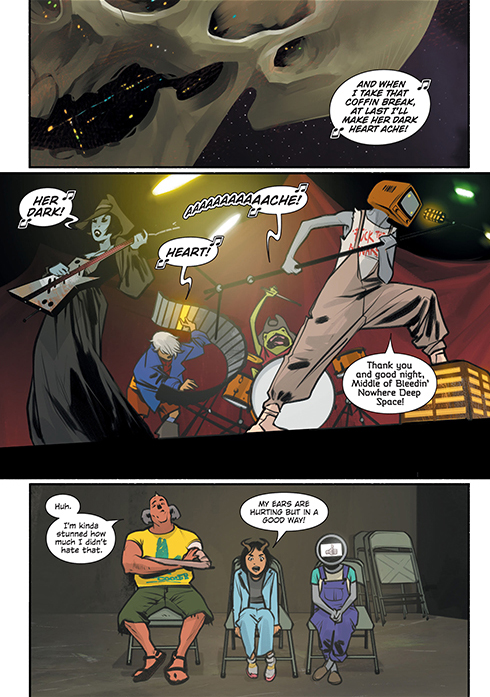 AND WHEN
I TAKE THAT
COFFIN BREAK,
AT LAST I'LL
MAKE HER DARK
HEART ACHE!
HER
DARK!
AAAAAAAAAAACHE!
HEART!
Thank you
and good night,
Middle of Bleedin'
Nowhere Deep
Space!
Huh.
I'm kinda
stunned how
much I didn't
hate that.
MY EARS ARE
HURTING BUT IN A
GOOD WAY!